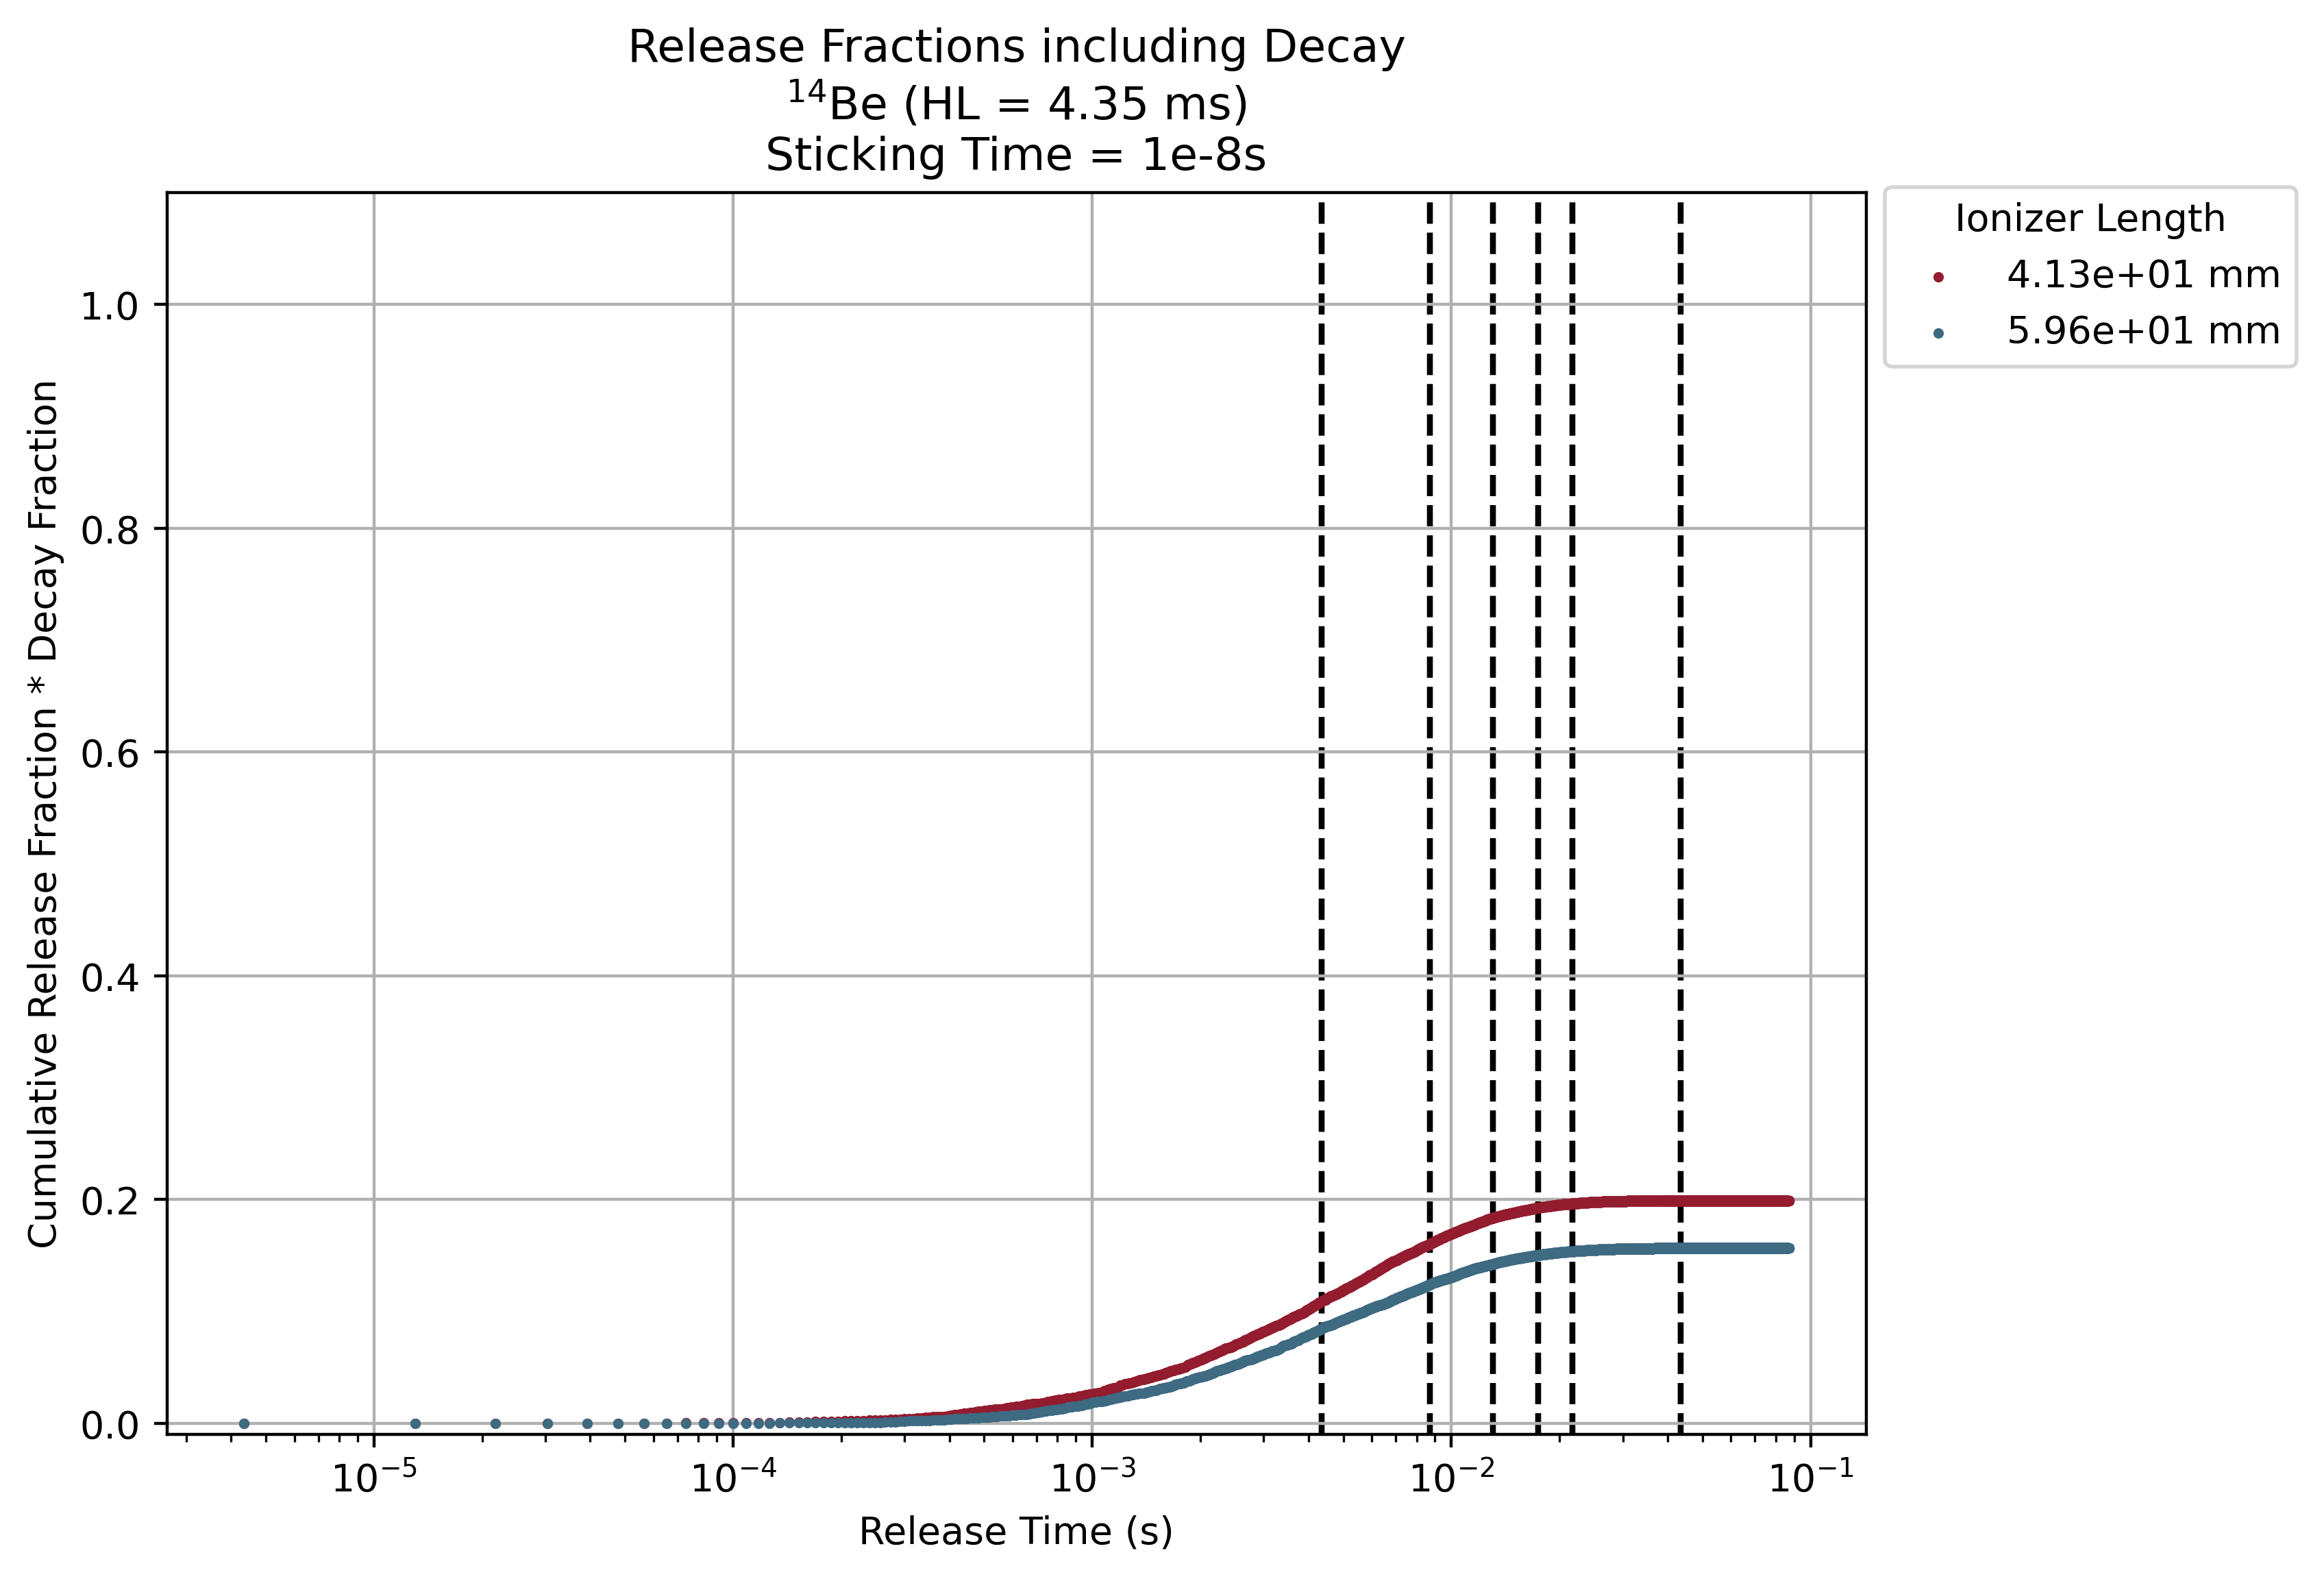 Release Fractions including Decay
¹⁴Be (HL = 4.35 ms)
Sticking Time = 1e-8s
Ionizer Length
4.13e+01 mm
5.96e+01 mm
Cumulative Release Fraction * Decay Fraction
1.0
0.8
0.6
0.4
0.2
0.0
10⁻⁵ 10⁻⁴ 10⁻³ 10⁻² 10⁻¹
Release Time (s)